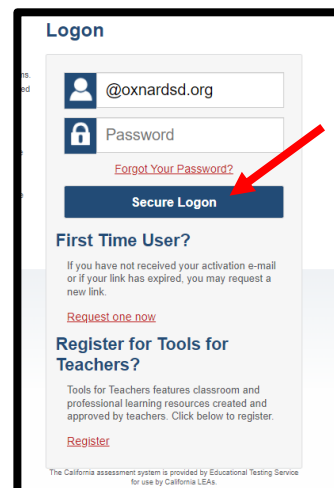 Logon
ms.
ed
@oxnardsd.org
Password
Forgot Your Password?
Secure Logon
First Time User?
If you have not received your activation e-mail
or if your link has expired, you may request a
new link.
Request one now
Register for Tools for
Teachers?
Tools for Teachers features classroom and
professional learning resources created and
approved by teachers. Click below to register.
Register
The California assessment system is provided by Educational Testing Service
for use by California LEAs.